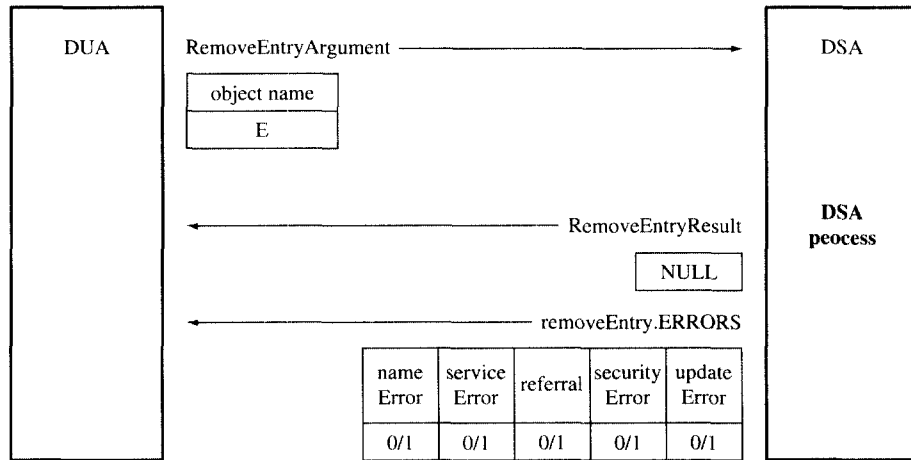 DUA
RemoveEntryArgument
DSA
object name
E
RemoveEntryResult
DSA
peocess
NULL
removeEntry.ERRORS
name service referral security update
Error Error Error Error
0/1 0/1 0/1 0/1 0/1